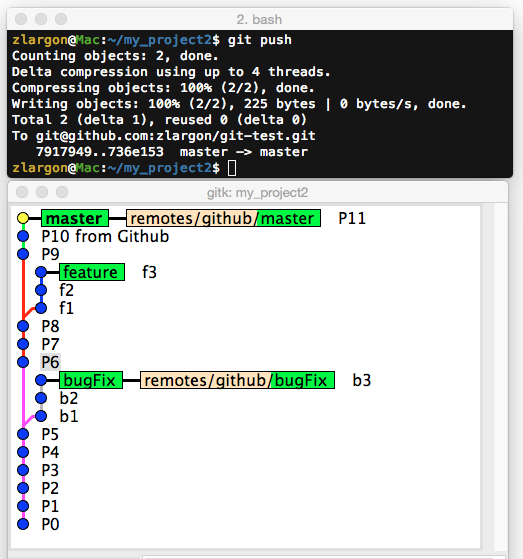 2. bash
zlargon@Mac:~/my_project2$ git push
Counting objects: 2, done.
Delta compression using up to 4 threads.
Compressing objects: 100% (2/2), done.
Writing objects: 100% (2/2), 225 bytes | 0 bytes/s, done.
Total 2 (delta 1), reused 0 (delta 0)
To git@github.com:zlargon/git-test.git
7917949..736e153 master -> master
zlargon@Mac:~/my_project2$
gitk: my_project2
master remotes/github/master P11
P10 from Github
P9
feature f3
f2
f1
P8
P7
P6
bugFix remotes/github/bugFix b3
b2
b1
P5
P4
P3
P2
P1
P0